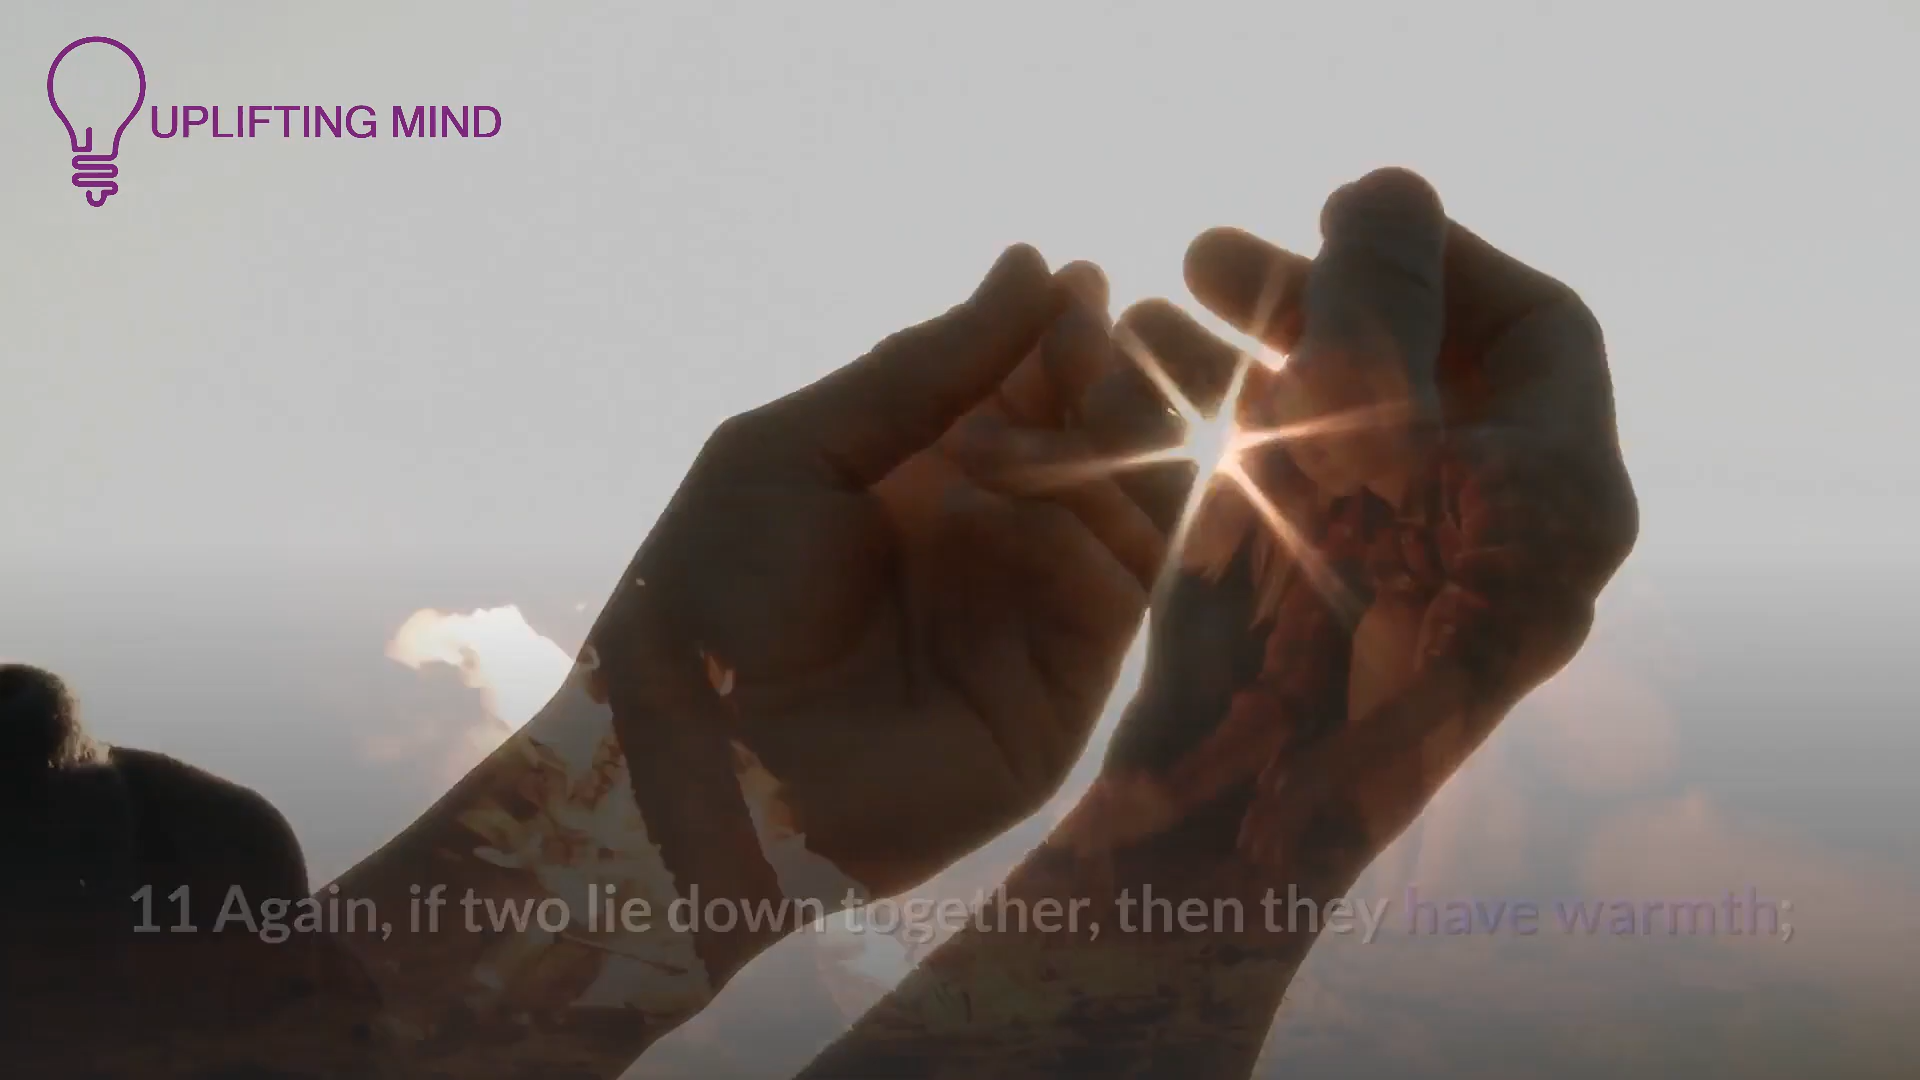 UPLIFTING MIND
11 Again, if two lie down together, then they have warmth;